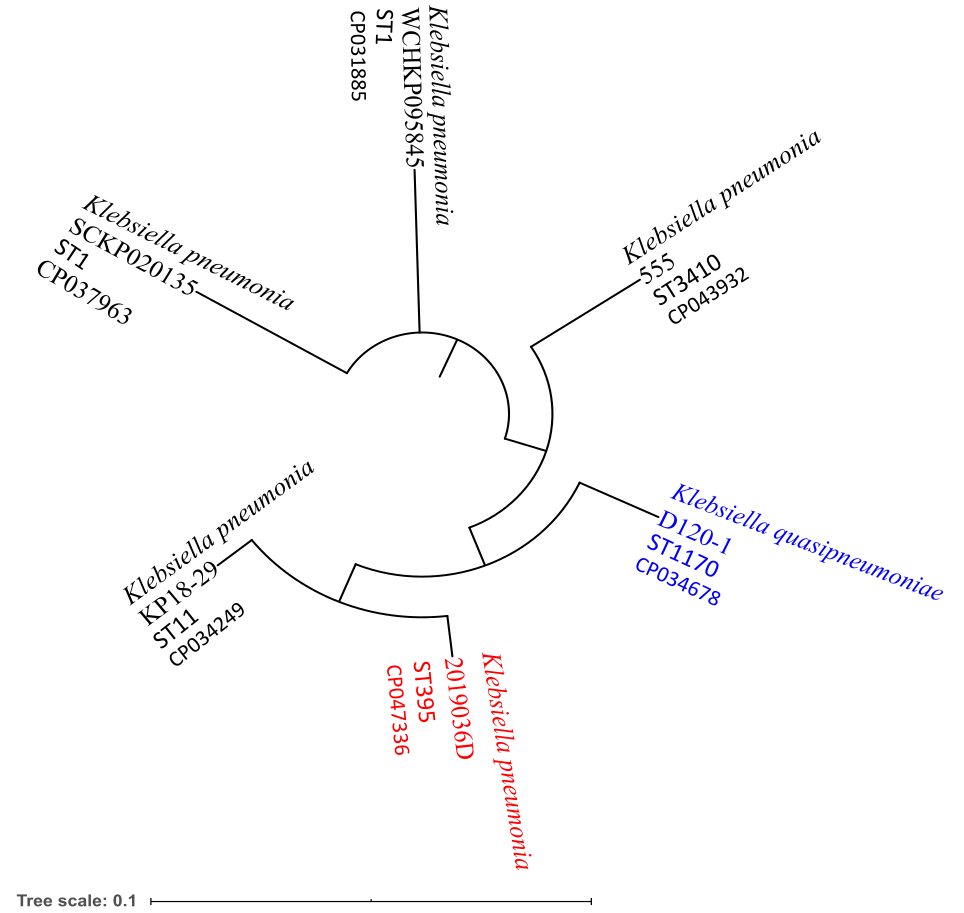 Klebsiella pneumonia
WCHKP095845
ST1
CP031885
Klebsiella pneumonia
555
ST3410
CP043932
Klebsiella pneumonia
SCKP020135
ST1
CP037963
Klebsiella quasipneumoniae
D120-1
ST1170
CP034678
Klebsiella pneumonia
KP18-29
ST11
CP034249
Klebsiella pneumonia
2019036D
ST395
CP047336
Tree scale: 0.1